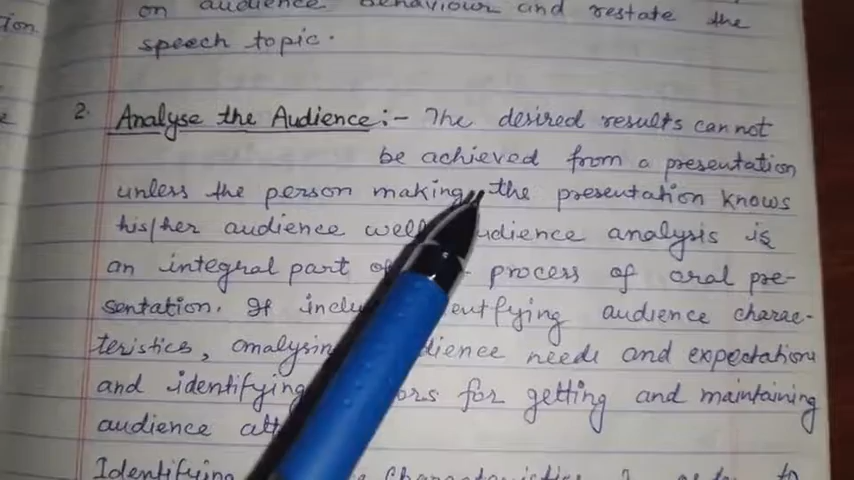 on audience behaviour and restate the
speech topic.
2. Analyse the Audience :- The desired results cannot
be achieved from a presentation
unless the person making the presentation knows
his/her audience well udience analysis is
an integral part process of oral pre-
sentation. It audience charac-
teristics, needs and expectations
and identifying for getting and maintaining
audience
Identifying